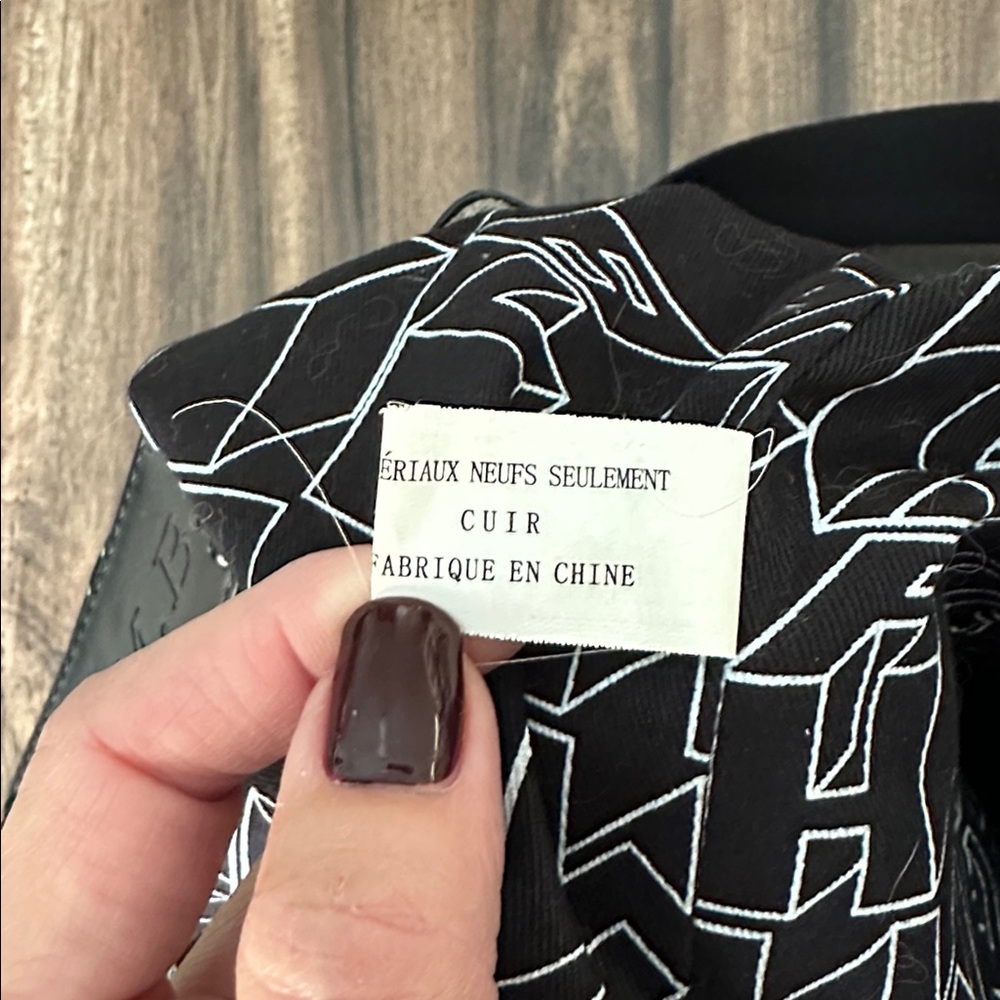 ÉRIAUX NEUFS SEULEMENT
CUIR
FABRIQUE EN CHINE